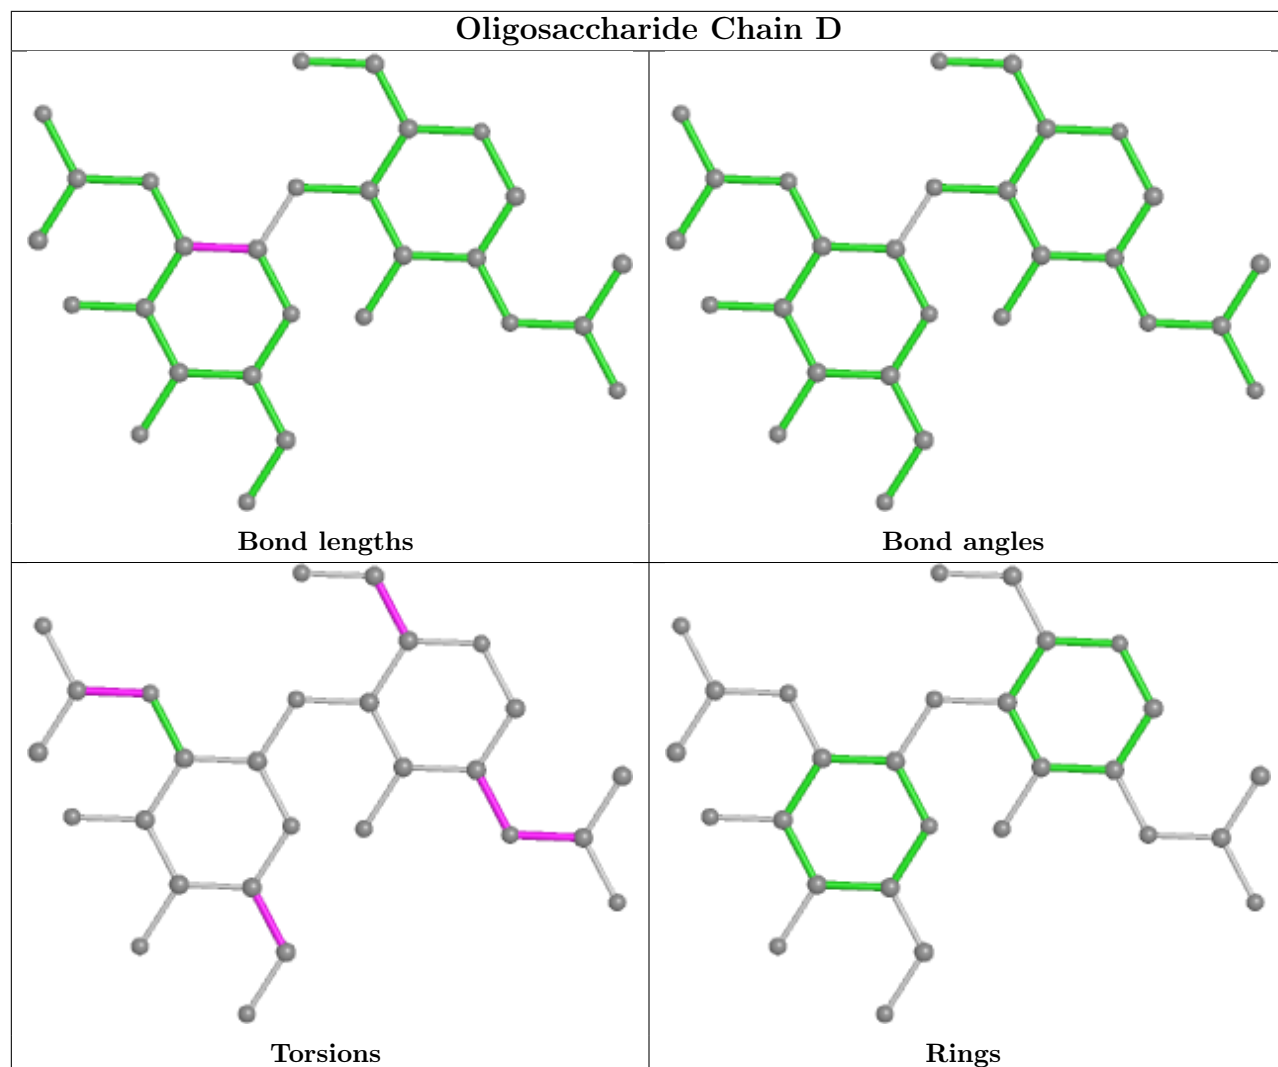 Oligosaccharide Chain D
Bond lengths
Bond angles
Torsions
Rings